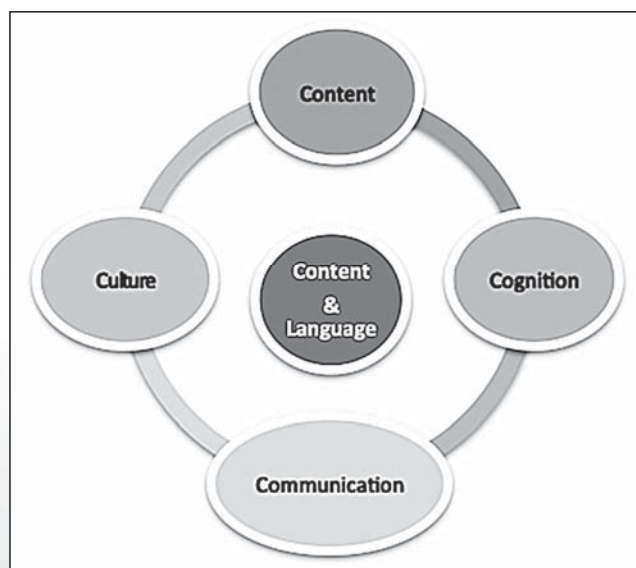 Content
Culture
Content
&
Language
Cognition
Communication